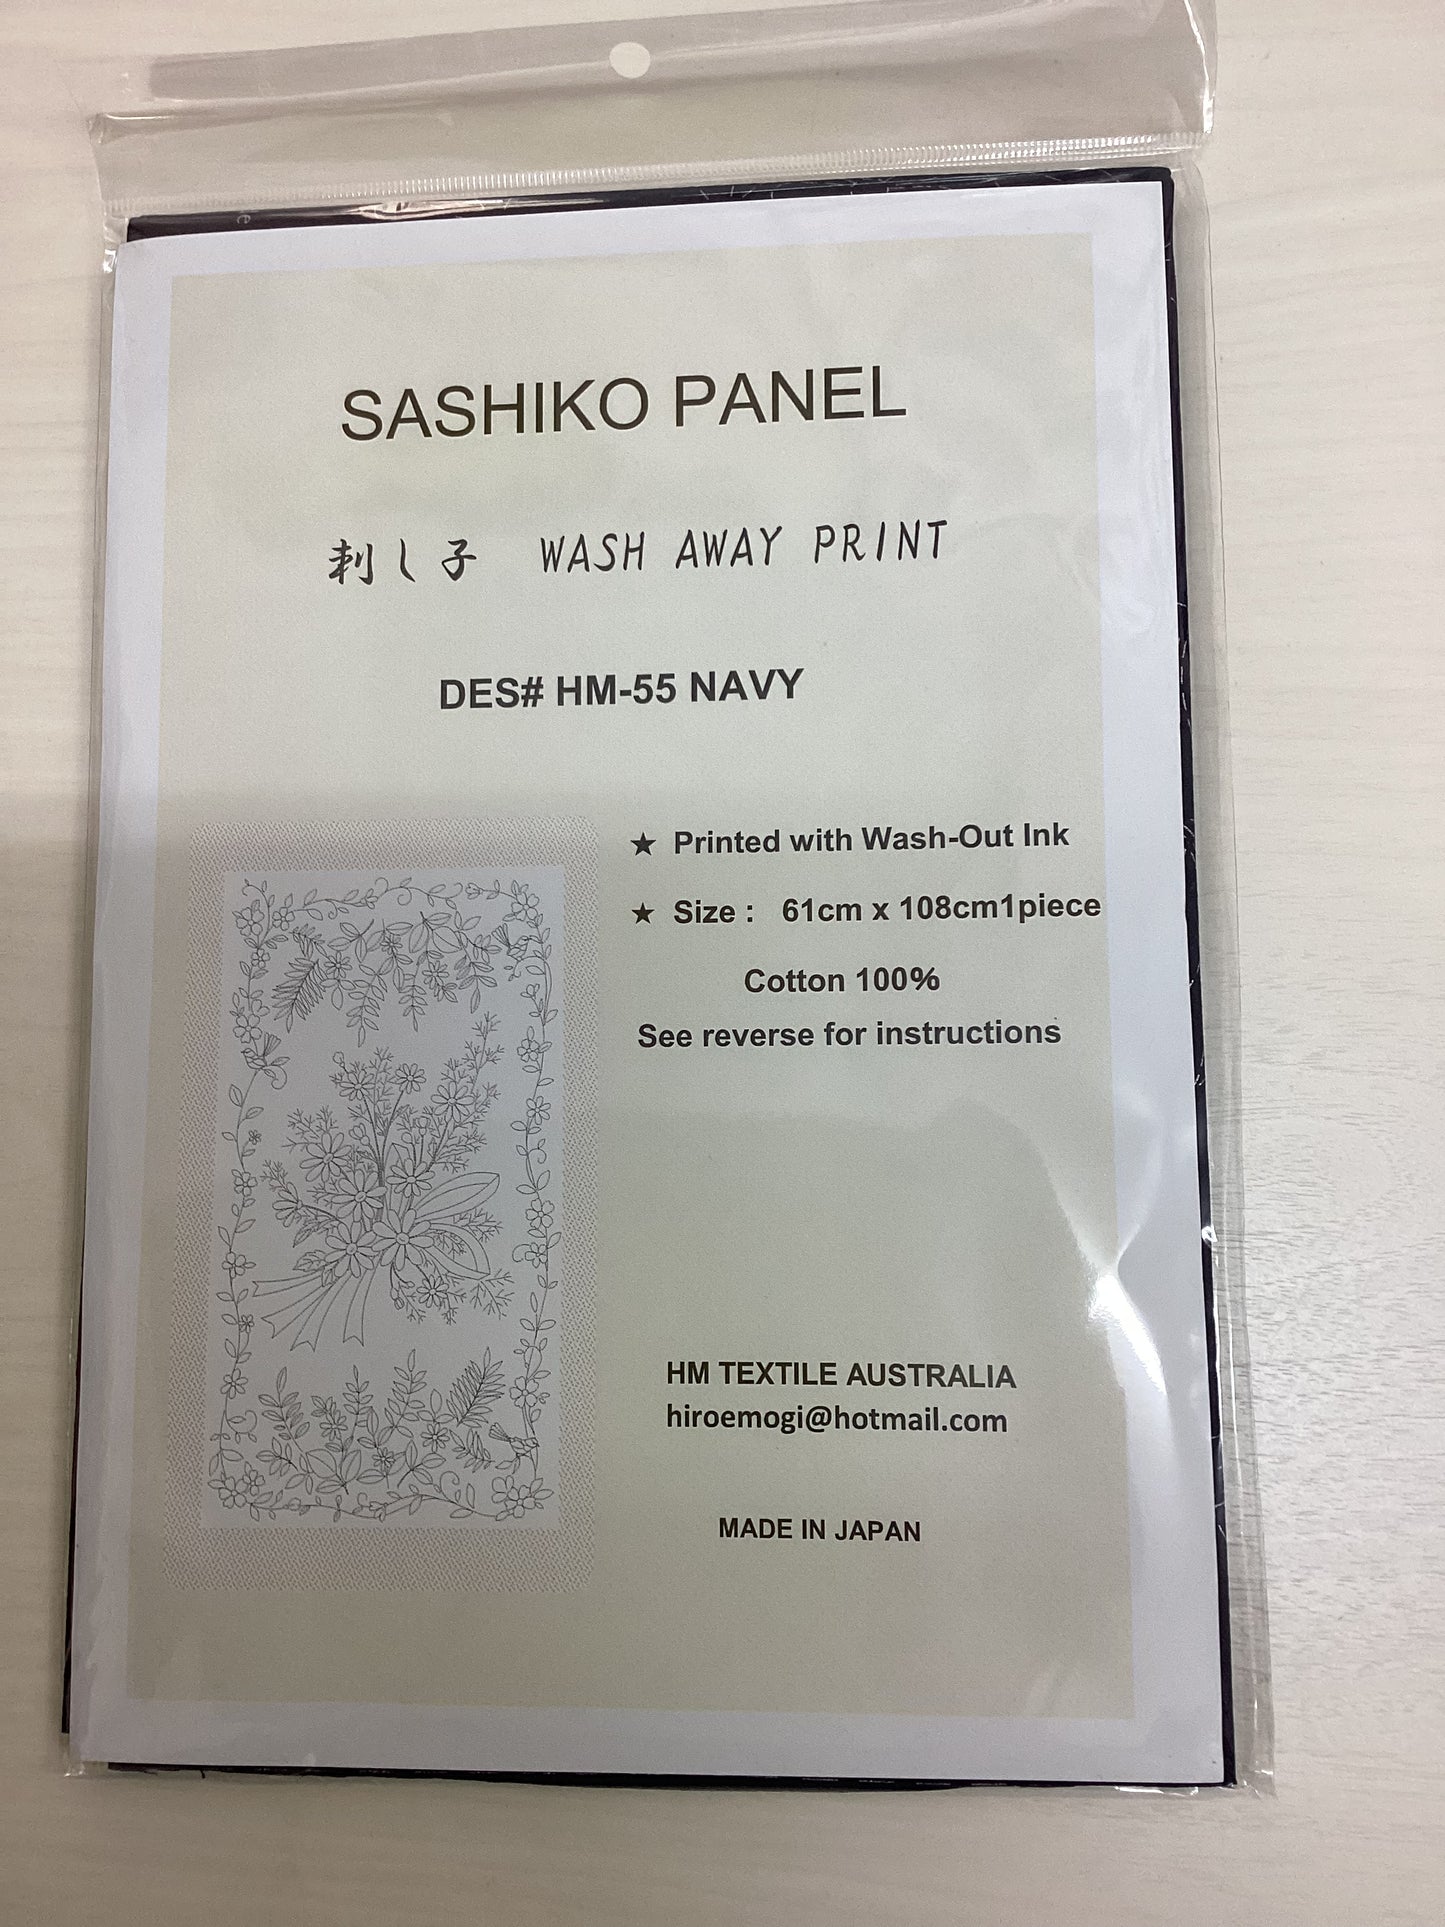 SASHIKO PANEL
刺し子 WASH AWAY PRINT
DES# HM-55 NAVY
★ Printed with Wash-Out Ink
★ Size : 61cm x 108cm1piece
Cotton 100%
See reverse for instructions
HM TEXTILE AUSTRALIA
hiroemogi@hotmail.com
MADE IN JAPAN